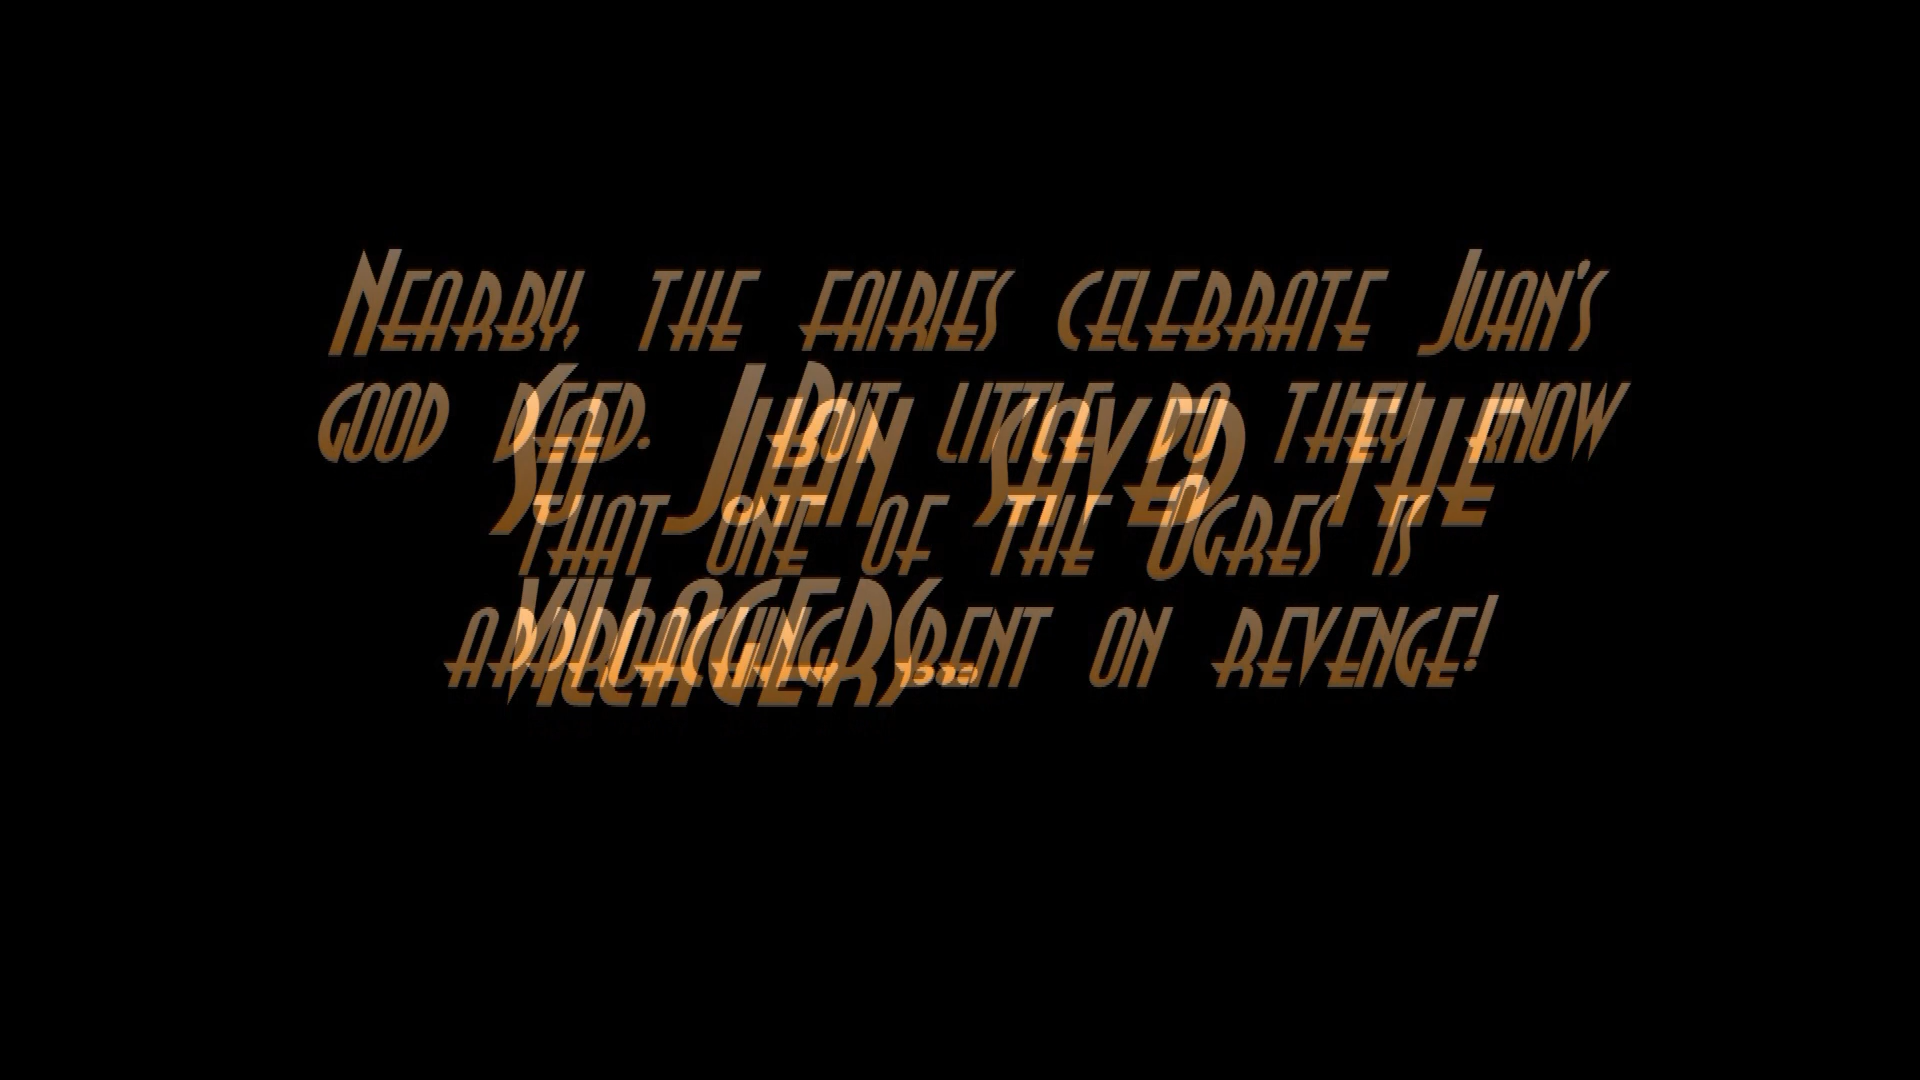 Nearby, the fairies celebrate Juan's
good deed. But little do they know
that one of the Ogres is
approaching, bent on revenge!
So Juan saved the
villagers...